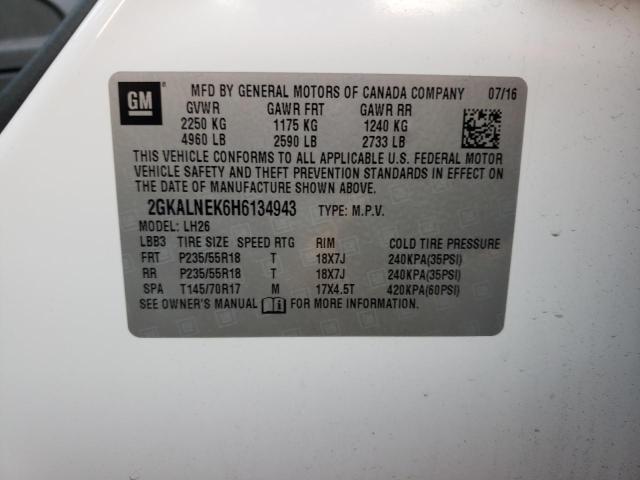 GM
MFD BY GENERAL MOTORS OF CANADA COMPANY 07/16
GVWR GAWR FRT GAWR RR
2250 KG 1175 KG 1240 KG
4960 LB 2590 LB 2733 LB
THIS VEHICLE CONFORMS TO ALL APPLICABLE U.S. FEDERAL MOTOR
VEHICLE SAFETY AND THEFT PREVENTION STANDARDS IN EFFECT ON
THE DATE OF MANUFACTURE SHOWN ABOVE.
2GKALNEK6H6134943 TYPE: M.P.V.
MODEL: LH26
LBB3 TIRE SIZE SPEED RTG RIM COLD TIRE PRESSURE
FRT P235/55R18 T 18X7J 240KPA(35PSI)
RR P235/55R18 T 18X7J 240KPA(35PSI)
SPA T145/70R17 M 17X4.5T 420KPA(60PSI)
SEE OWNER'S MANUAL FOR MORE INFORMATION.